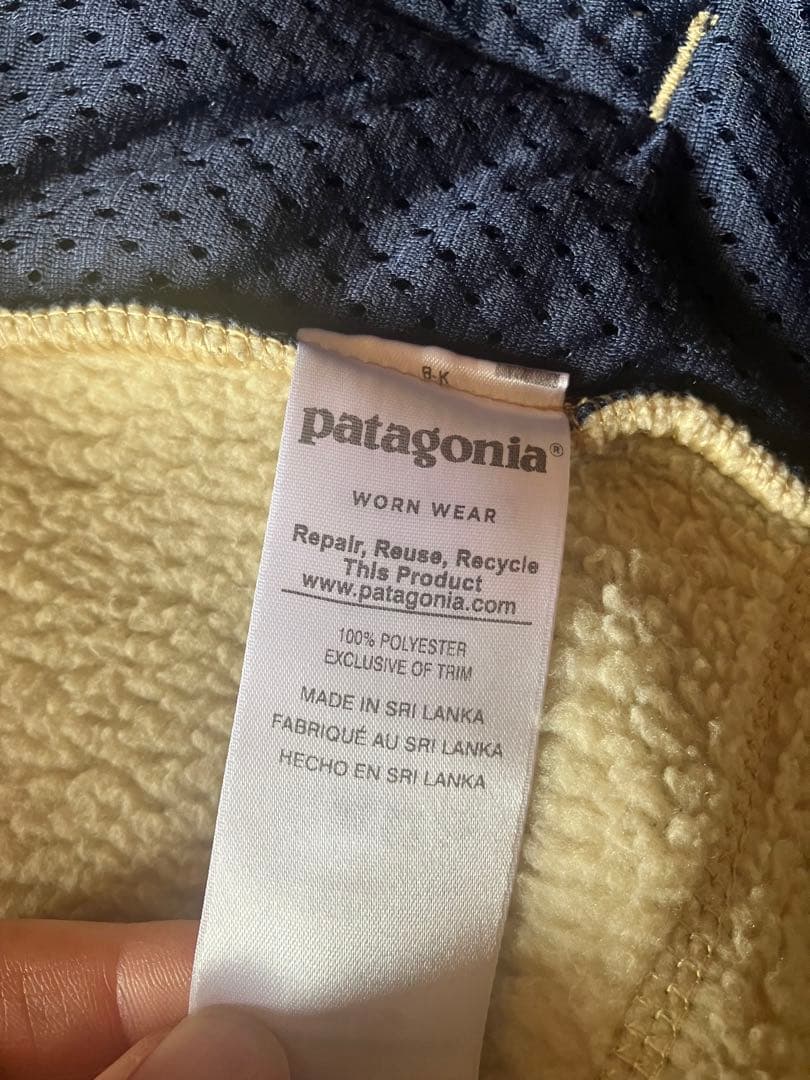 8-K
patagonia®
WORN WEAR
Repair, Reuse, Recycle
This Product
www.patagonia.com
100% POLYESTER
EXCLUSIVE OF TRIM
MADE IN SRI LANKA
FABRIQUÉ AU SRI LANKA
HECHO EN SRI LANKA